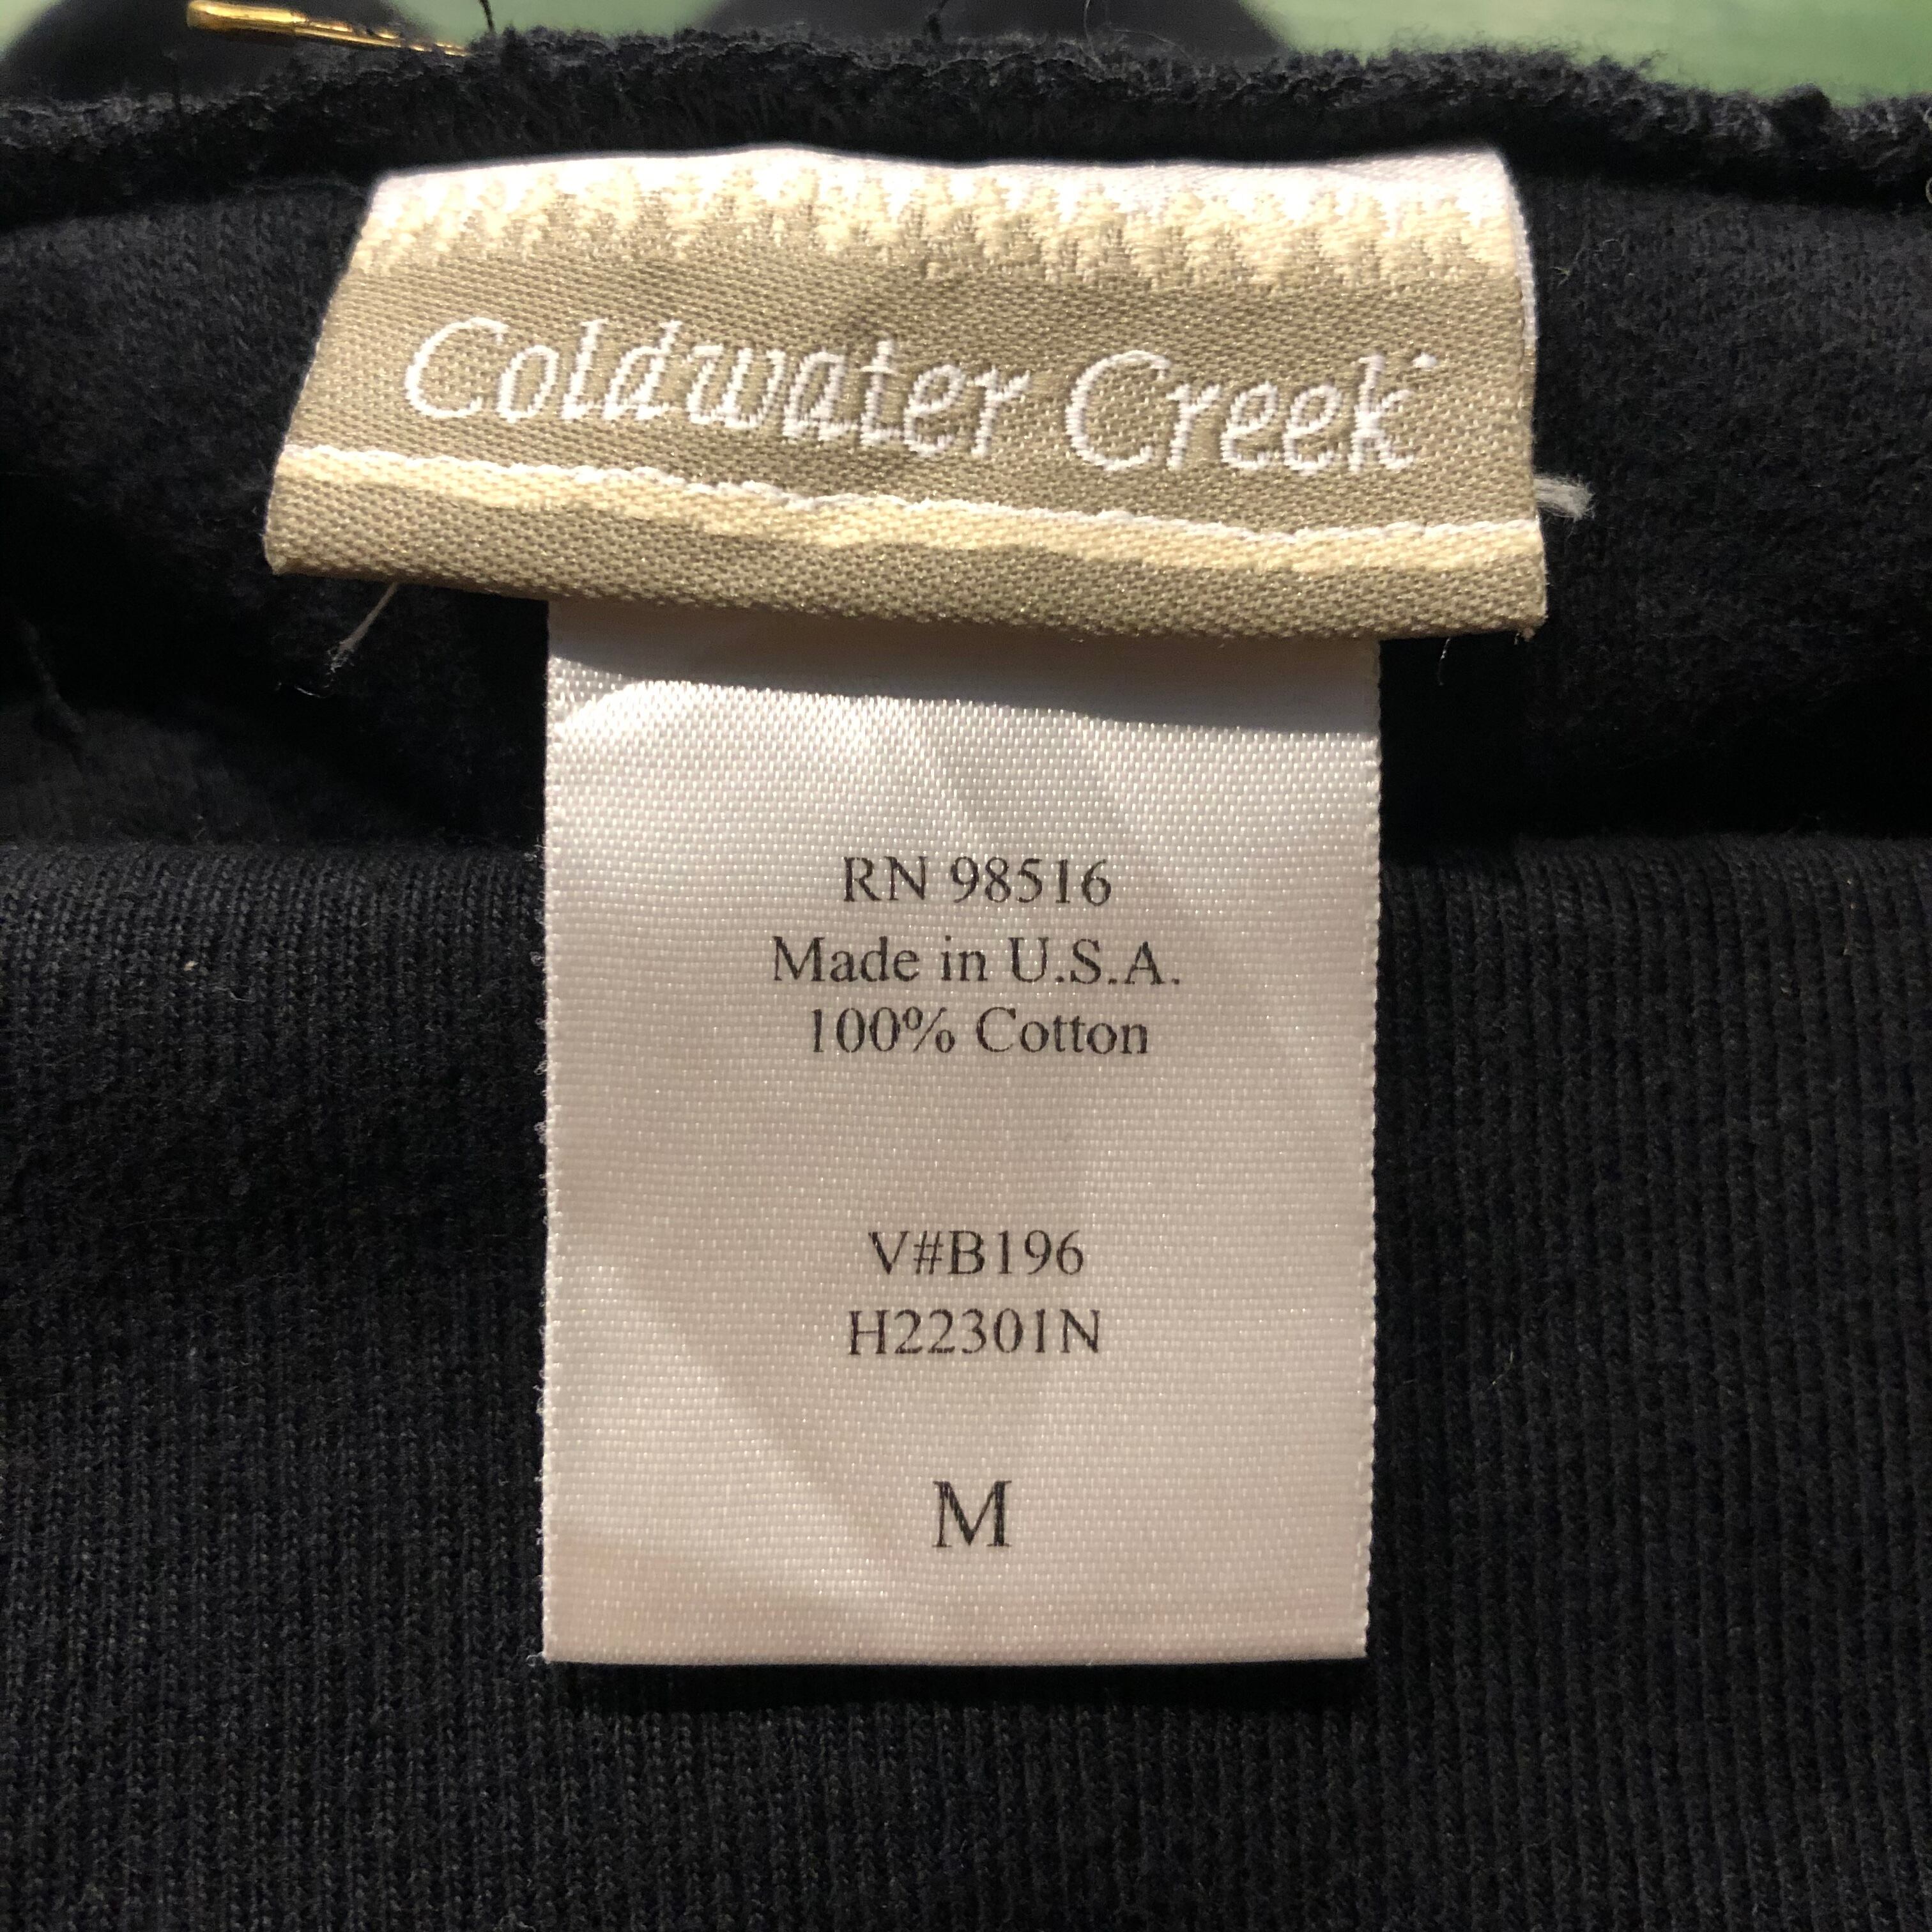 Coldwater Creek
RN 98516
Made in U.S.A.
100% Cotton
V#B196
H22301N
M